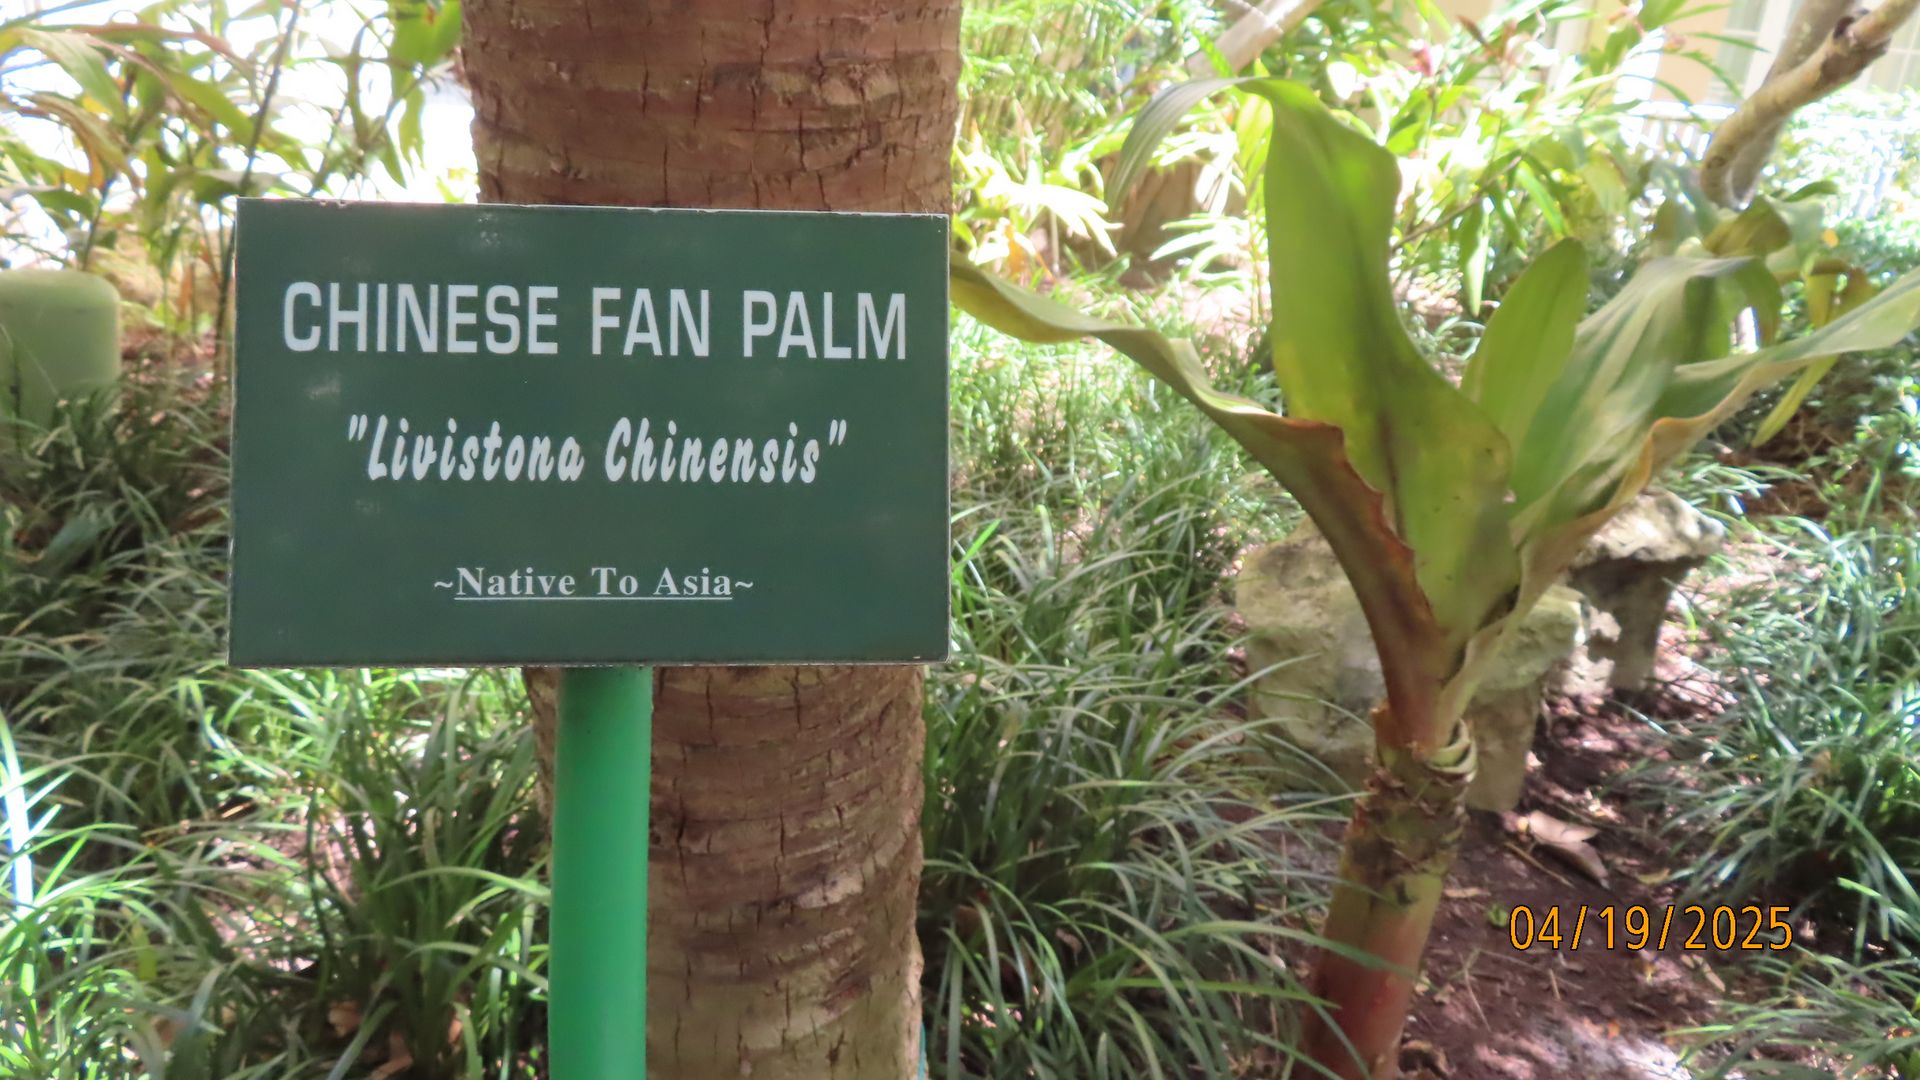 CHINESE FAN PALM
"Livistona Chinensis"
~Native To Asia~
04/19/2025